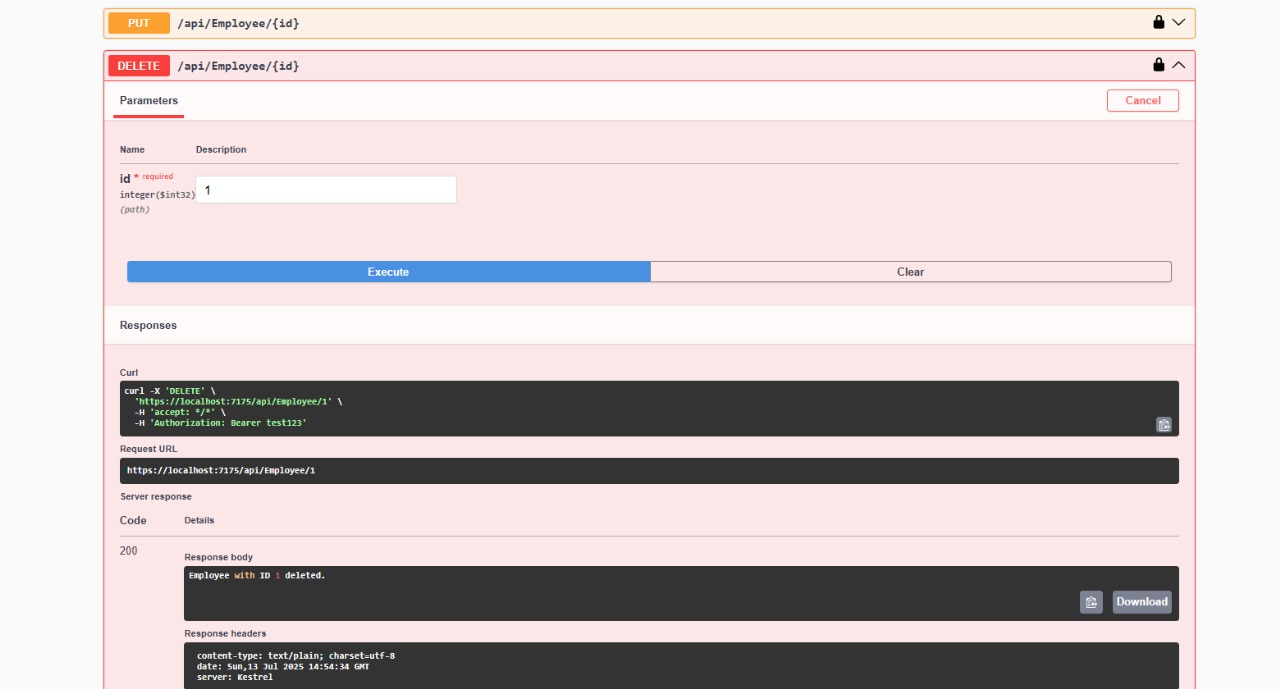 PUT /api/Employee/{id}
DELETE /api/Employee/{id}
Parameters Cancel
Name Description
id * required
integer($int32)
(path)
1
Execute Clear
Responses
Curl
curl -X 'DELETE' \
'https://localhost:7175/api/Employee/1' \
-H 'accept: */*' \
-H 'Authorization: Bearer test123'
Request URL
https://localhost:7175/api/Employee/1
Server response
Code Details
200
Response body
Employee with ID 1 deleted.
Download
Response headers
content-type: text/plain; charset=utf-8
date: Sun,13 Jul 2025 14:54:34 GMT
server: Kestrel